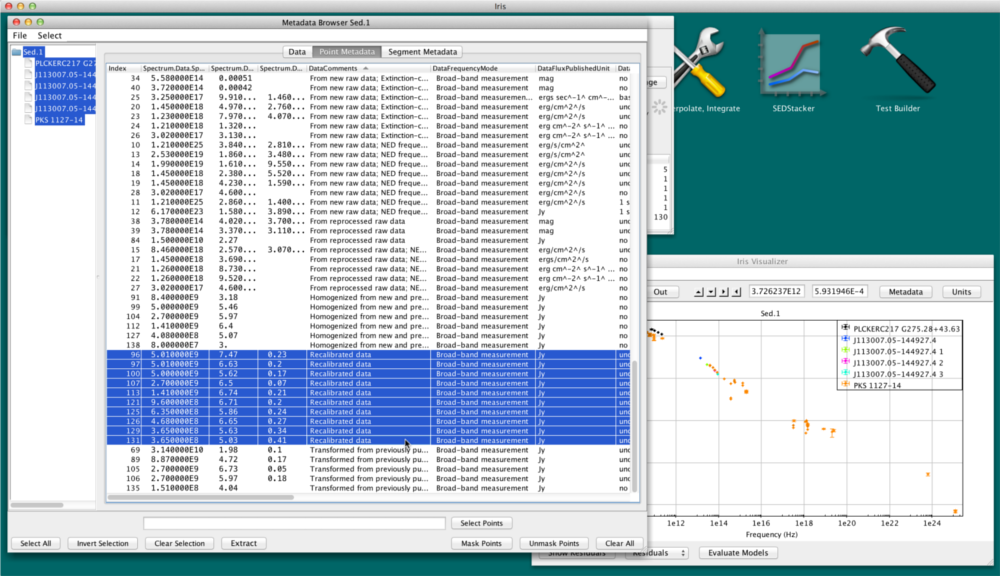 Iris
Metadata Browser Sed.1
File Select
Data Point Metadata Segment Metadata
Sed.1
PLCKERC217 G27
J113007.05-144
J113007.05-144
J113007.05-144
J113007.05-144
PKS 1127-14
Index Spectrum.Data.Sp... Spectrum.D... Spectrum.D... DataComments DataFrequencyMode DataFluxPublishedUnit Data
34 5.580000E14 0.00051 From new raw data; Extinction-c... Broad-band measurement mag no
40 3.720000E14 0.00042 From new raw data; Extinction-c... Broad-band measurement mag no
25 3.250000E17 9.910... 1.460... From new raw data; Extinction-c... Broad-band measurement... ergs sec^-1^ cm^-... bas
20 1.450000E18 4.970... 2.760... From new raw data; Extinction-c... Broad-band measurement erg/cm^2^/s unc
23 1.230000E18 7.970... 4.070... From new raw data; Extinction-c... Broad-band measurement erg/cm^2^/s unc
24 1.210000E18 1.320... From new raw data; Extinction-c... Broad-band measurement erg cm^-2^ s^-1^ ... no
26 3.020000E17 3.130... From new raw data; Extinction-c... Broad-band measurement erg cm^-2^ s^-1^ ... no
10 1.210000E25 3.840... 2.810... From new raw data; NED freque... Broad-band measurement erg/s/cm^2^ unc
13 2.530000E19 1.860... 3.480... From new raw data; NED freque... Broad-band measurement erg/cm^2^/s unc
14 1.990000E19 1.610... 9.550... From new raw data; NED freque... Broad-band measurement erg/cm^2^/s unc
18 1.450000E18 2.380... 5.520... From new raw data; NED freque... Broad-band measurement erg/cm^2^/s unc
19 1.450000E18 4.230... 1.590... From new raw data; NED freque... Broad-band measurement erg/cm^2^/s unc
28 3.020000E17 4.600... From new raw data; NED freque... Broad-band measurement erg/cm^2^/s no
11 1.210000E25 2.860... 1.400... From new raw data; NED freque... Broad-band measurement erg/cm^2^/s 1 s
12 6.170000E23 1.580... 3.890... From new raw data; NED freque... Broad-band measurement Jy 1 s
38 3.780000E14 4.020... 3.700... From reprocessed raw data Broad-band measurement mag unc
39 3.780000E14 3.370... 3.110... From reprocessed raw data Broad-band measurement mag unc
84 1.500000E10 2.27 From reprocessed raw data Broad-band measurement Jy no
15 8.460000E18 2.570... 3.070... From reprocessed raw data; NE... Broad-band measurement erg/cm^2^/s unc
17 1.450000E18 3.690... From reprocessed raw data; NE... Broad-band measurement ergs/cm^2^/s no
21 1.260000E18 8.730... From reprocessed raw data; NE... Broad-band measurement erg cm^-2^ s^-1^ ... no
22 1.260000E18 9.520... From reprocessed raw data; NE... Broad-band measurement erg cm^-2^ s^-1^ ... no
27 3.020000E17 4.600... From reprocessed raw data; NE... Broad-band measurement erg/cm^2^/s no
91 8.400000E9 3.18 Homogenized from new and pre... Broad-band measurement Jy no
99 5.000000E9 5.46 Homogenized from new and pre... Broad-band measurement Jy no
104 2.700000E9 5.97 Homogenized from new and pre... Broad-band measurement Jy no
112 1.410000E9 6.4 Homogenized from new and pre... Broad-band measurement Jy no
127 4.080000E8 5.07 Homogenized from new and pre... Broad-band measurement Jy no
138 8.000000E7 3. Homogenized from new and pre... Broad-band measurement Jy no
96 5.010000E9 7.47 0.23 Recalibrated data Broad-band measurement Jy unc
97 5.010000E9 6.63 0.2 Recalibrated data Broad-band measurement Jy unc
100 5.000000E9 5.62 0.17 Recalibrated data Broad-band measurement Jy unc
107 2.700000E9 6.5 0.07 Recalibrated data Broad-band measurement Jy unc
113 1.410000E9 6.74 0.21 Recalibrated data Broad-band measurement Jy unc
121 9.600000E8 6.71 0.2 Recalibrated data Broad-band measurement Jy unc
125 6.350000E8 5.86 0.24 Recalibrated data Broad-band measurement Jy unc
126 4.680000E8 6.65 0.27 Recalibrated data Broad-band measurement Jy unc
129 3.650000E8 5.63 0.34 Recalibrated data Broad-band measurement Jy unc
131 3.650000E8 5.03 0.41 Recalibrated data Broad-band measurement Jy unc
69 3.140000E10 1.98 0.1 Transformed from previously pu... Broad-band measurement Jy unc
89 8.870000E9 4.72 0.17 Transformed from previously pu... Broad-band measurement Jy unc
105 2.700000E9 6.73 0.05 Transformed from previously pu... Broad-band measurement Jy unc
106 2.700000E9 5.97 0.18 Transformed from previously pu... Broad-band measurement Jy unc
135 1.510000E8 4.04 Transformed from previously pu... Broad-band measurement Jy no
Select Points
Select All Invert Selection Clear Selection Extract Mask Points Unmask Points Clear All
nge
5
1
1
1
1
130
erpolate, Integrate
SEDStacker
Test Builder
Iris Visualizer
Out 3.726237E12 5.931946E-4 Metadata Units
Sed.1
PLCKERC217 G275.28+43.63
J113007.05-144927.4
J113007.05-144927.4 1
J113007.05-144927.4 2
J113007.05-144927.4 3
PKS 1127-14
1e12 1e14 1e16 1e18 1e20 1e22 1e24
Frequency (Hz)
Show Residuals Residuals Evaluate Models